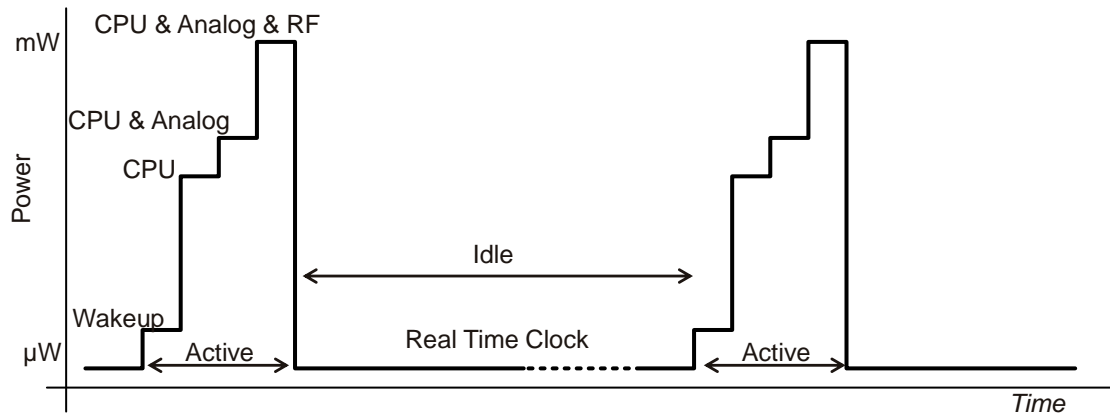 CPU & Analog & RF
mW
CPU & Analog
CPU
Power
Idle
Wakeup
Real Time Clock
µW
Active
Active
Time